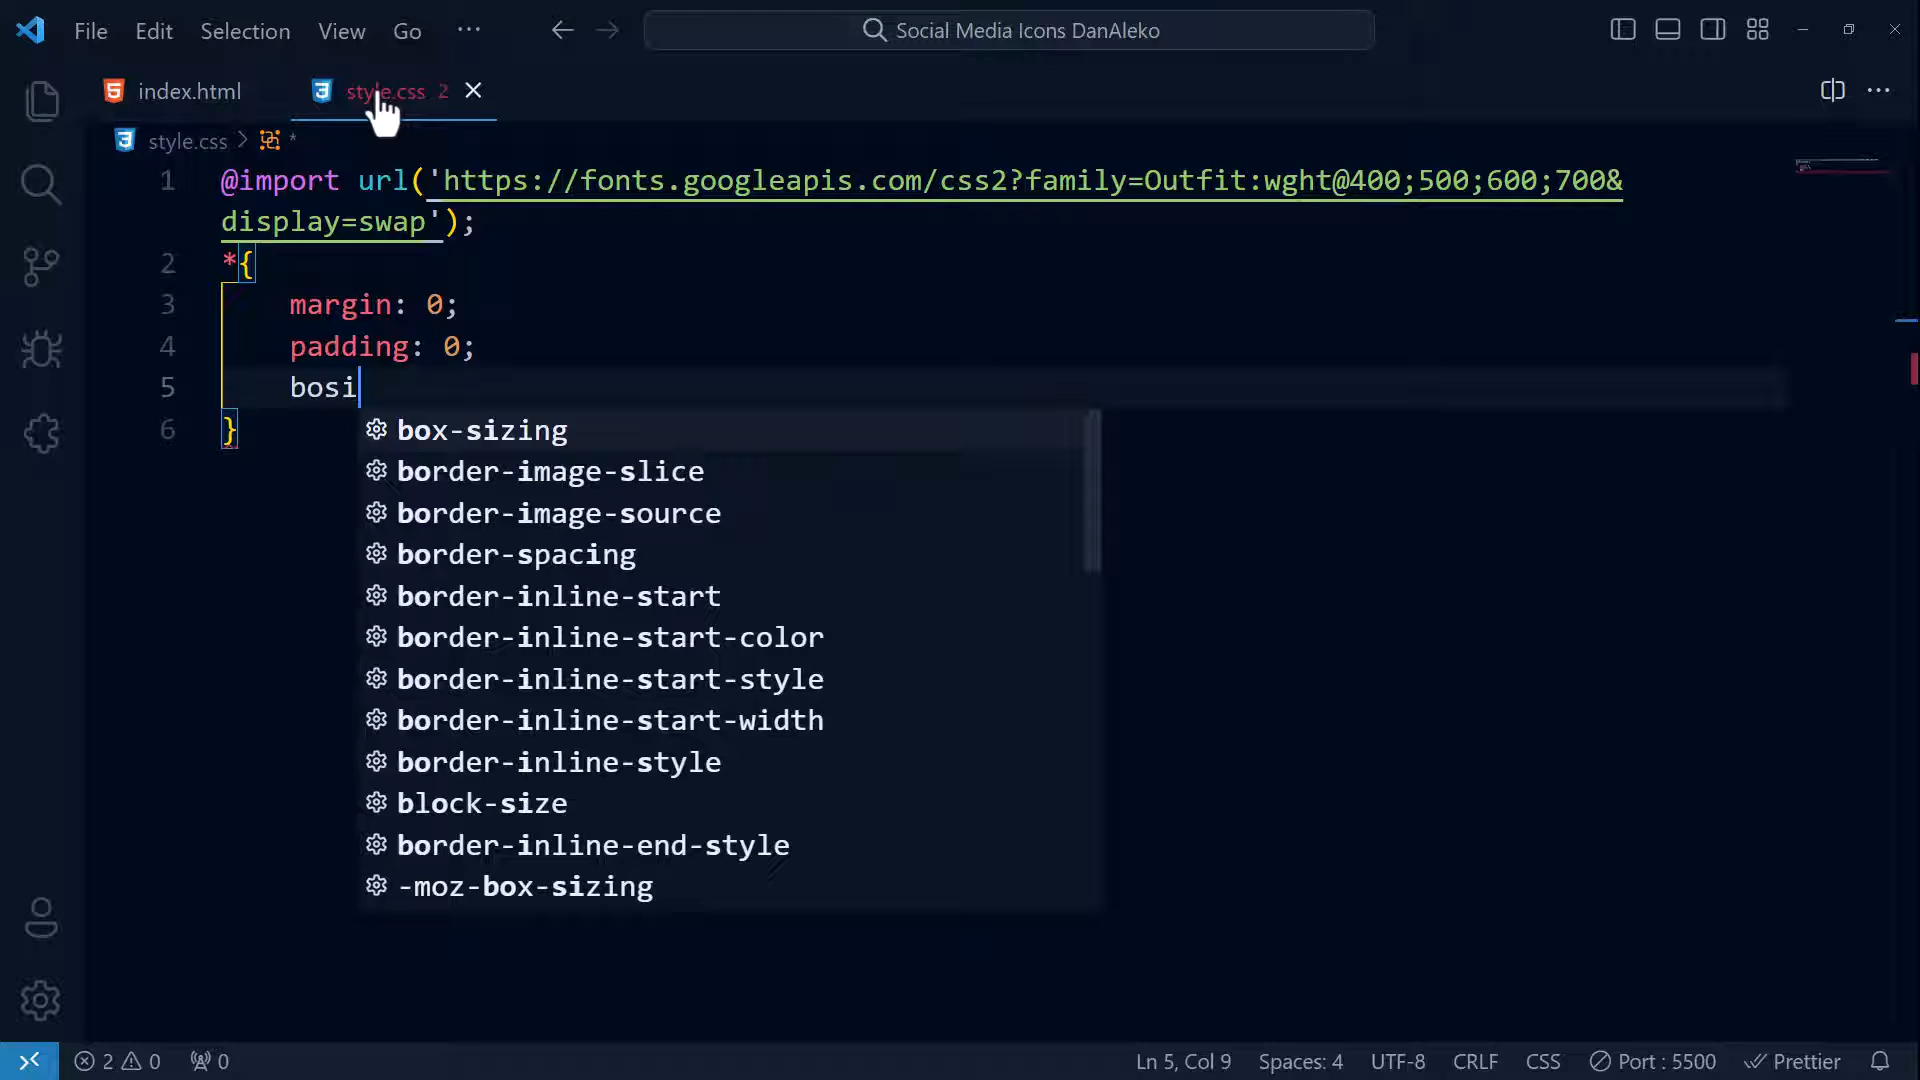 File Edit Selection View Go ··· Social Media Icons DanAleko
index.html style.css 2
style.css > *
1 @import url('https://fonts.googleapis.com/css2?family=Outfit:wght@400;500;600;700&
display=swap');
2 *{
3 margin: 0;
4 padding: 0;
5 bosi
6 }
box-sizing
border-image-slice
border-image-source
border-spacing
border-inline-start
border-inline-start-color
border-inline-start-style
border-inline-start-width
border-inline-style
block-size
border-inline-end-style
-moz-box-sizing
2 0 0 Ln 5, Col 9 Spaces: 4 UTF-8 CRLF CSS Port : 5500 Prettier